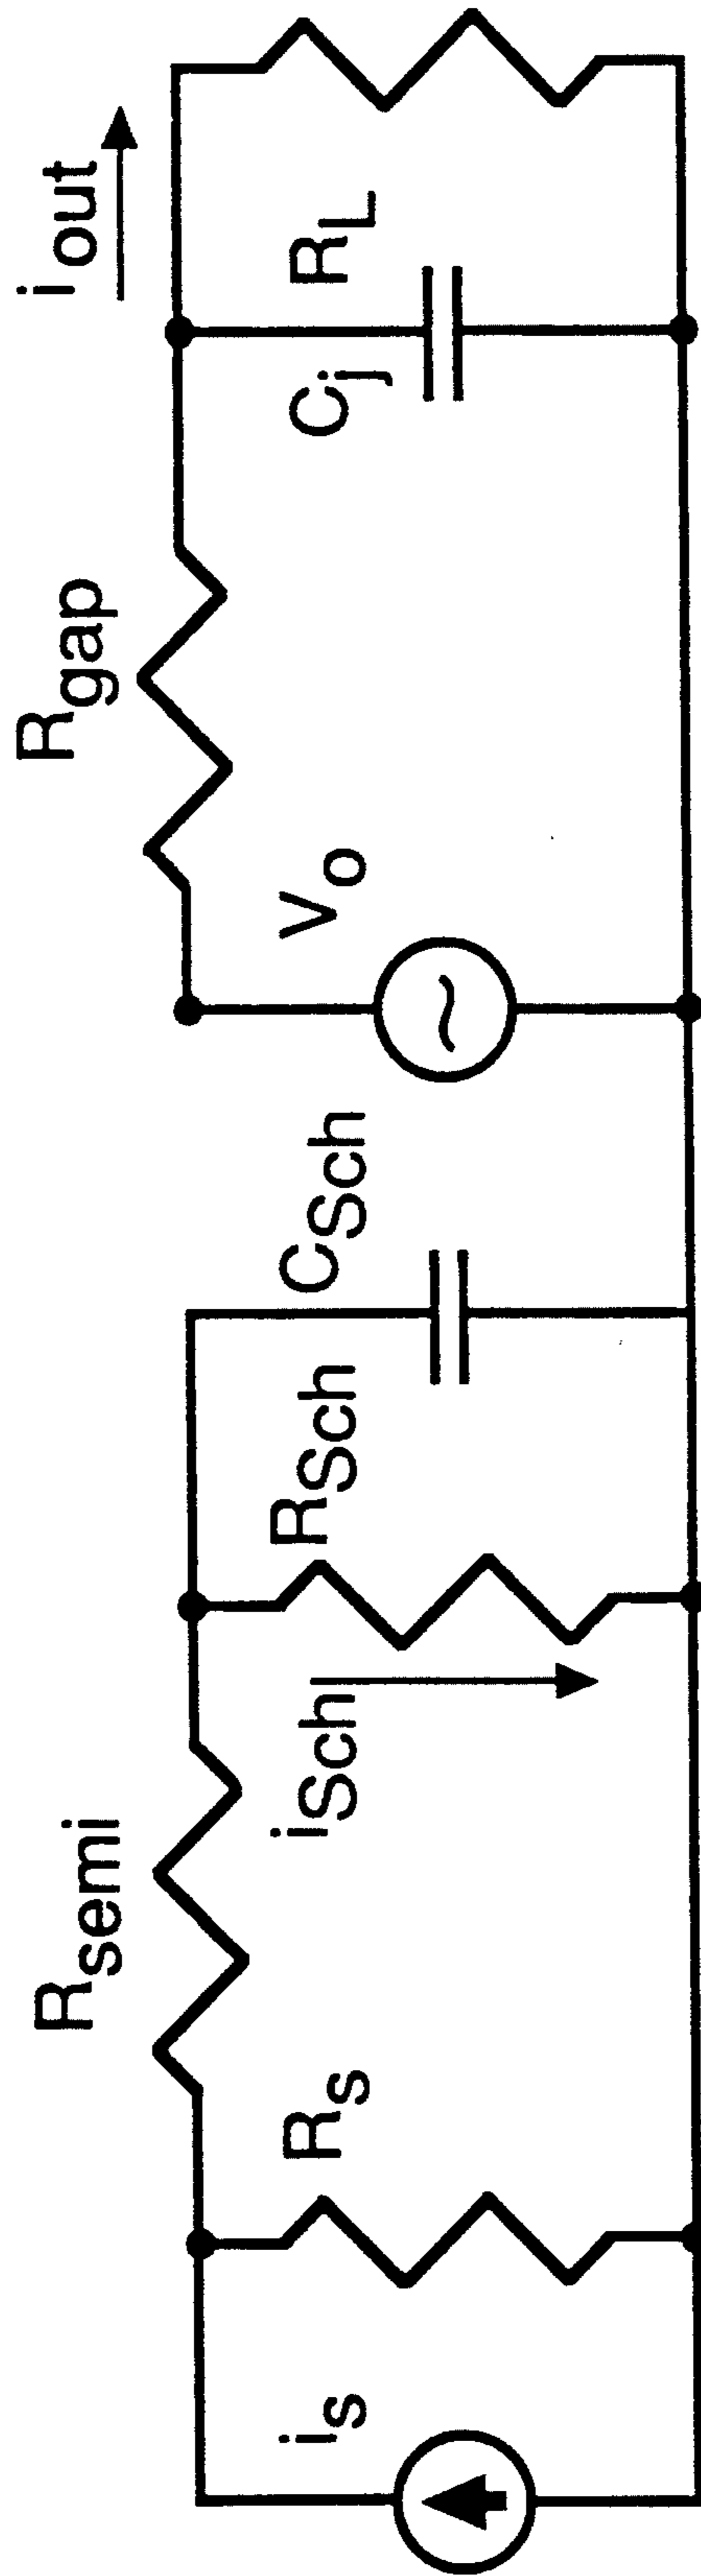 i_s
R_s
R_semi
i_Sch
R_Sch
C_Sch
V_o
R_gap
C_j
R_L
i_out